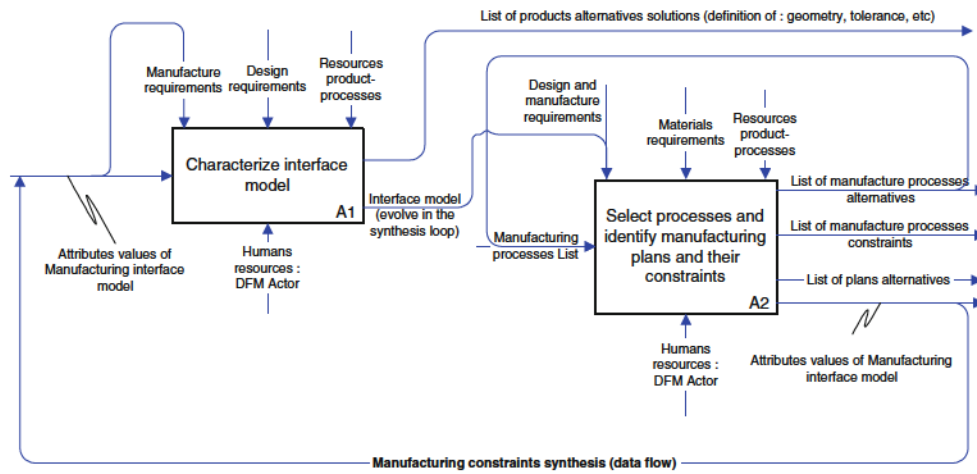 List of products alternatives solutions (definition of : geometry, tolerance, etc)
Manufacture
requirements
Design
requirements
Resources
product-
processes
Characterize interface
model
A1
Interface model
(evolve in the
synthesis loop)
Attributes values of
Manufacturing interface
model
Humans
resources :
DFM Actor
Design and
manufacture
requirements
Materials
requirements
Resources
product-
processes
Manufacturing
processes List
Select processes and
identify manufacturing
plans and their
constraints
A2
List of manufacture processes
alternatives
List of manufacture processes
constraints
List of plans alternatives
Humans
resources :
DFM Actor
Attributes values of Manufacturing
interface model
Manufacturing constraints synthesis (data flow)